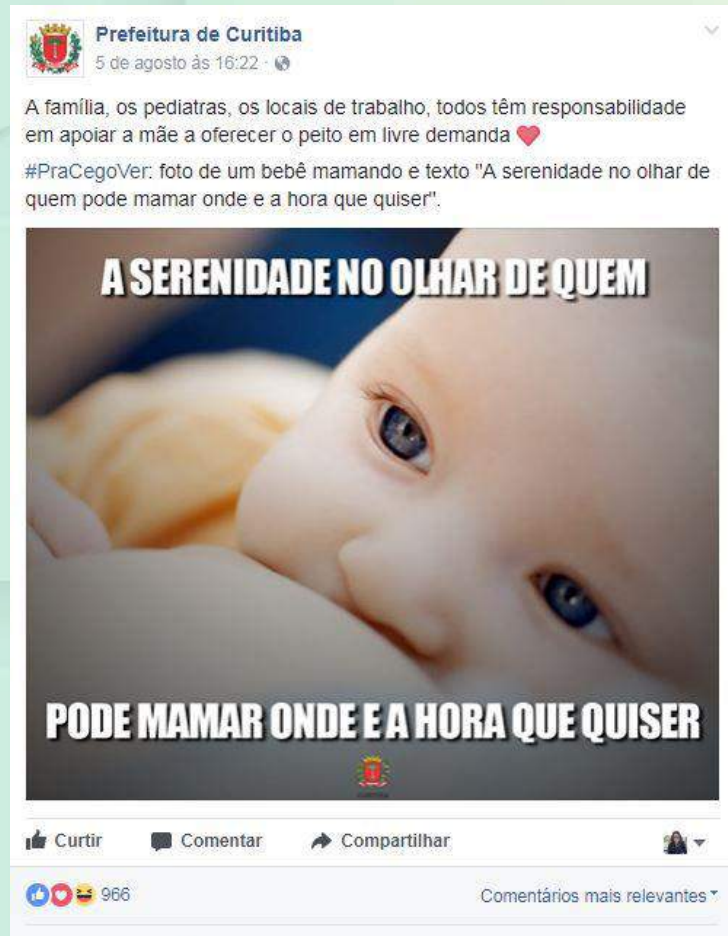 Prefeitura de Curitiba
5 de agosto às 16:22 ·
A família, os pediatras, os locais de trabalho, todos têm responsabilidade
em apoiar a mãe a oferecer o peito em livre demanda ❤
#PraCegoVer: foto de um bebê mamando e texto "A serenidade no olhar de
quem pode mamar onde e a hora que quiser".
A SERENIDADE NO OLHAR DE QUEM
PODE MAMAR ONDE E A HORA QUE QUISER
Curtir Comentar Compartilhar
966 Comentários mais relevantes